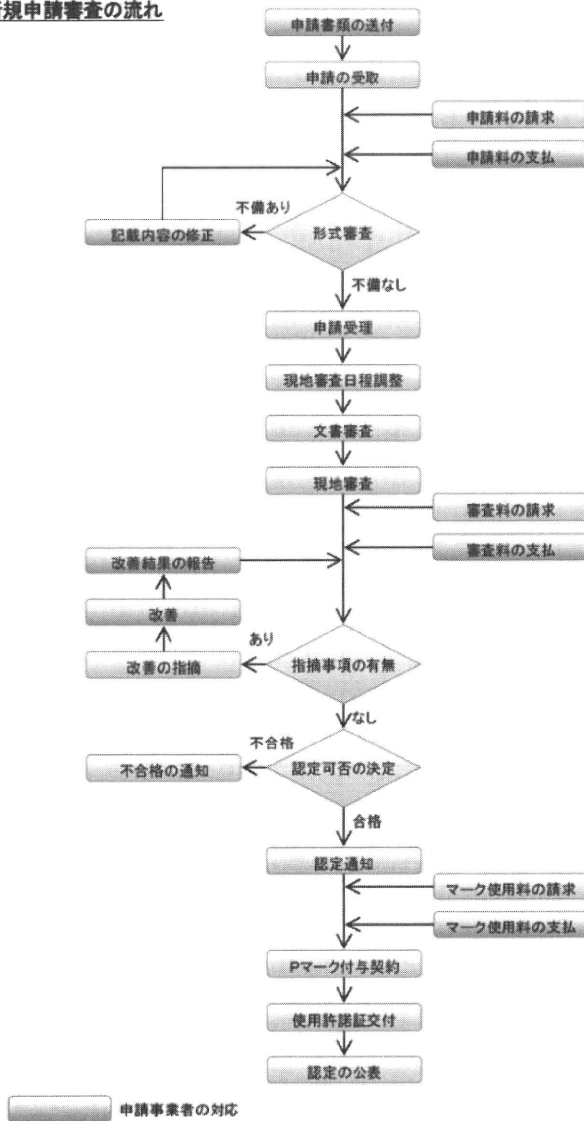 規申請審査の流れ
申請書類の送付
申請の受取
申請料の請求
申請料の支払
不備あり
記載内容の修正
形式審査
不備なし
申請受理
現地審査日程調整
文書審査
現地審査
審査料の請求
審査料の支払
改善結果の報告
改善
あり
改善の指摘
指摘事項の有無
なし
不合格
不合格の通知
認定可否の決定
合格
認定通知
マーク使用料の請求
マーク使用料の支払
Pマーク付与契約
使用許諾証交付
認定の公表
申請事業者の対応